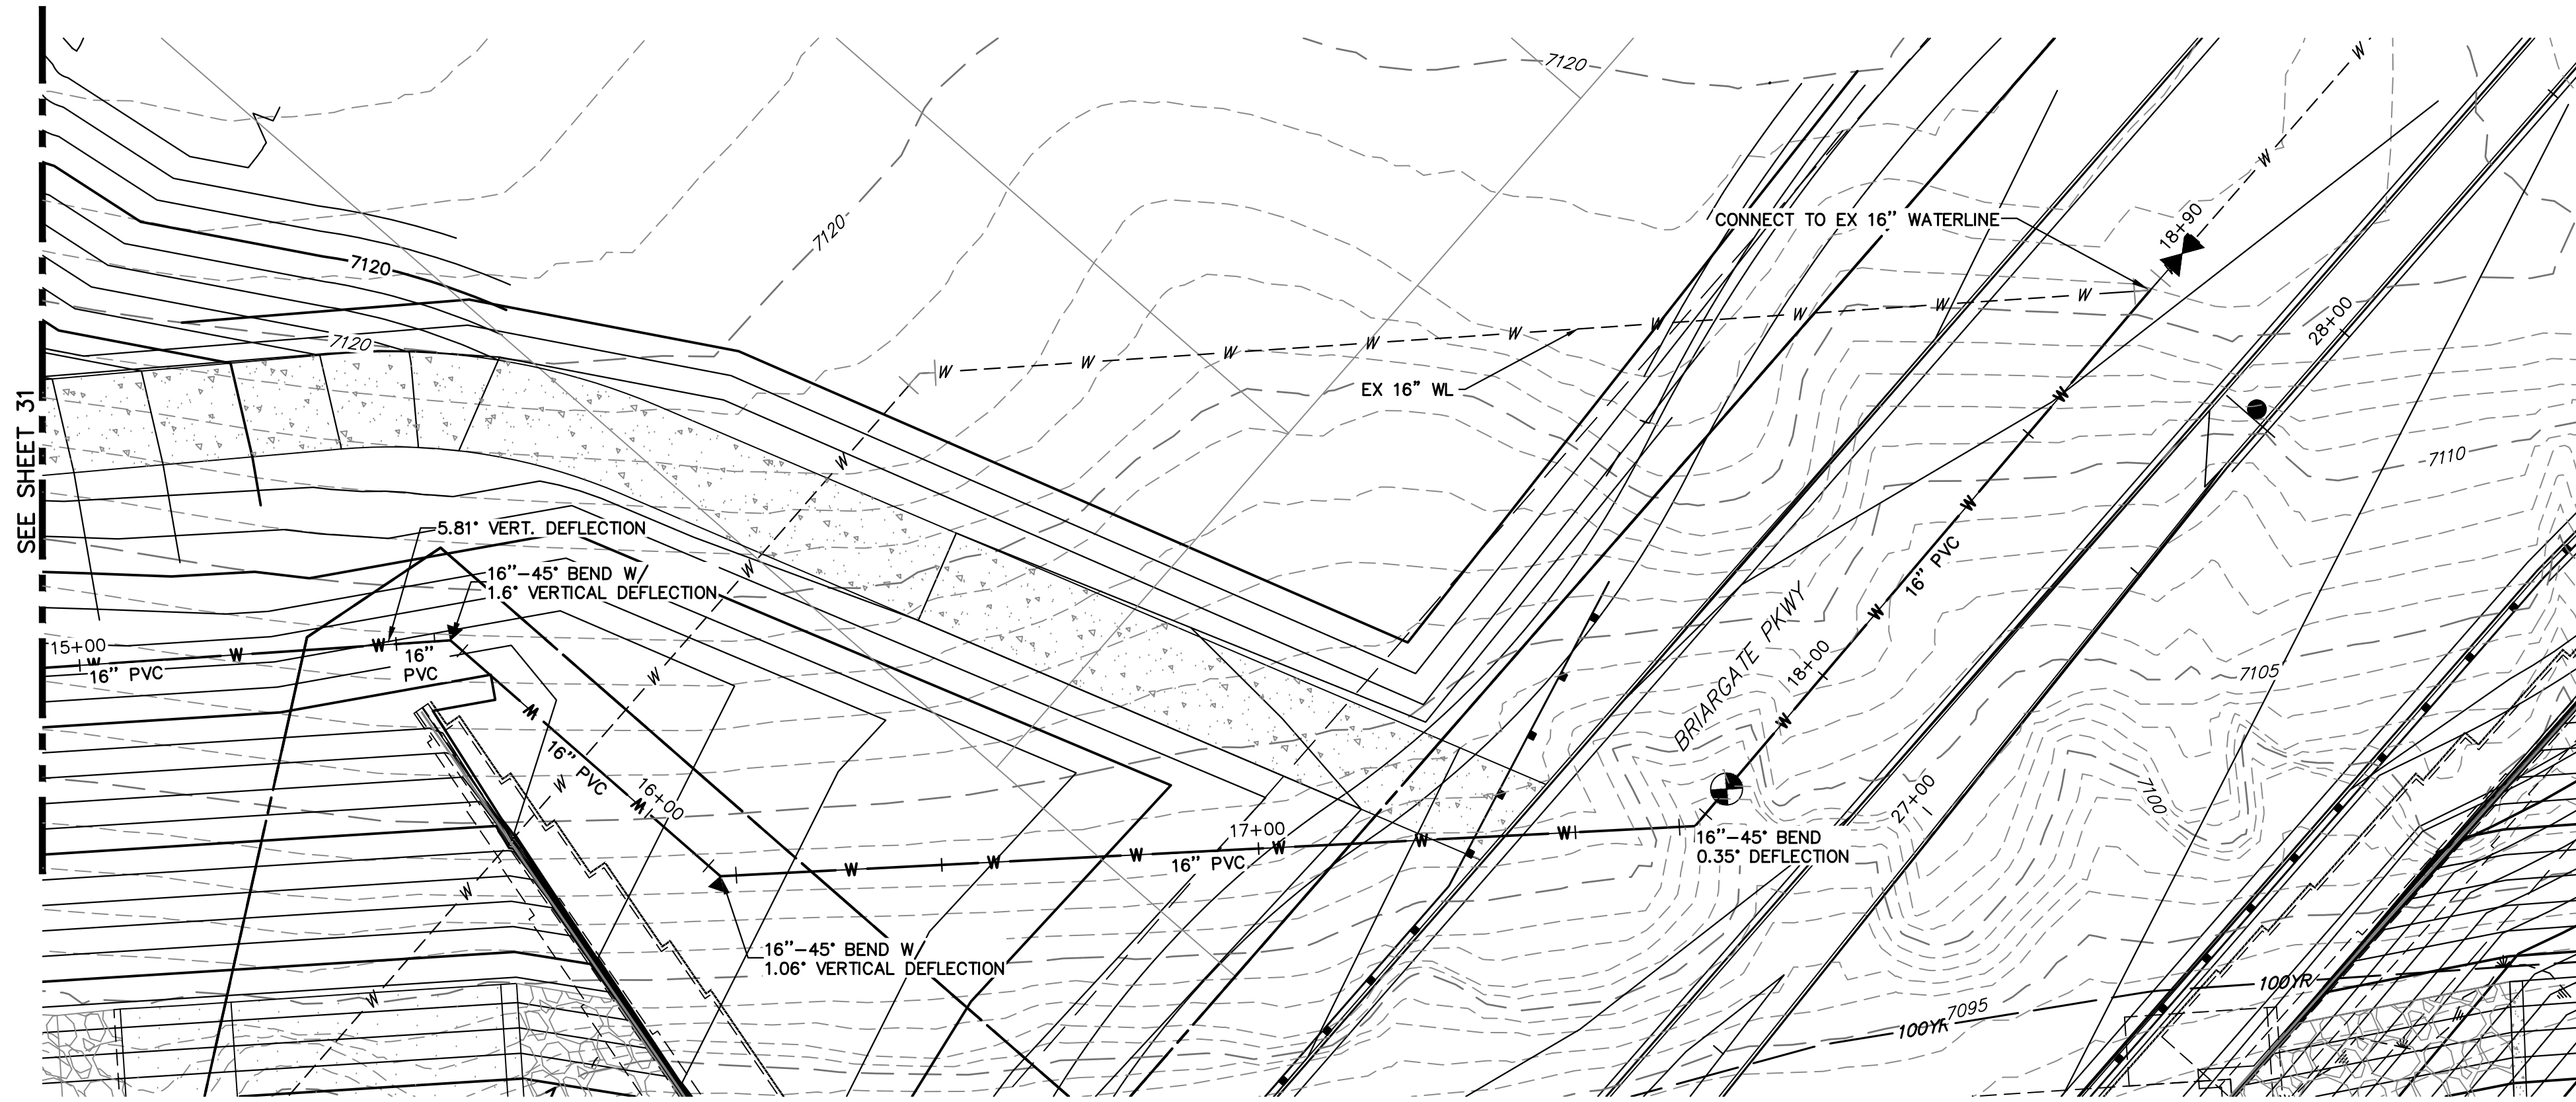 7120
W
W
CONNECT TO EX 16" WATERLINE
18+90
7120
7120
W
W
W
W
W
W
W
W
W
28+00
7120
W
EX 16" WL
W
SEE SHEET 31
W
7110
5.81° VERT. DEFLECTION
W
16"-45° BEND W/
1.6° VERTICAL DEFLECTION
W
16" PVC
W
BRIARGATE PKWY
15+00
W
16" PVC
W
W
16"
PVC
W
18+00
7105
W
W
16" PVC
W
W
16+00
7100
27+00
17+00
W
W
W
W
16" PVC
W
W
16"-45° BEND
0.35° DEFLECTION
W
16"-45° BEND W/
1.06° VERTICAL DEFLECTION
W
100YR
7095
100YR